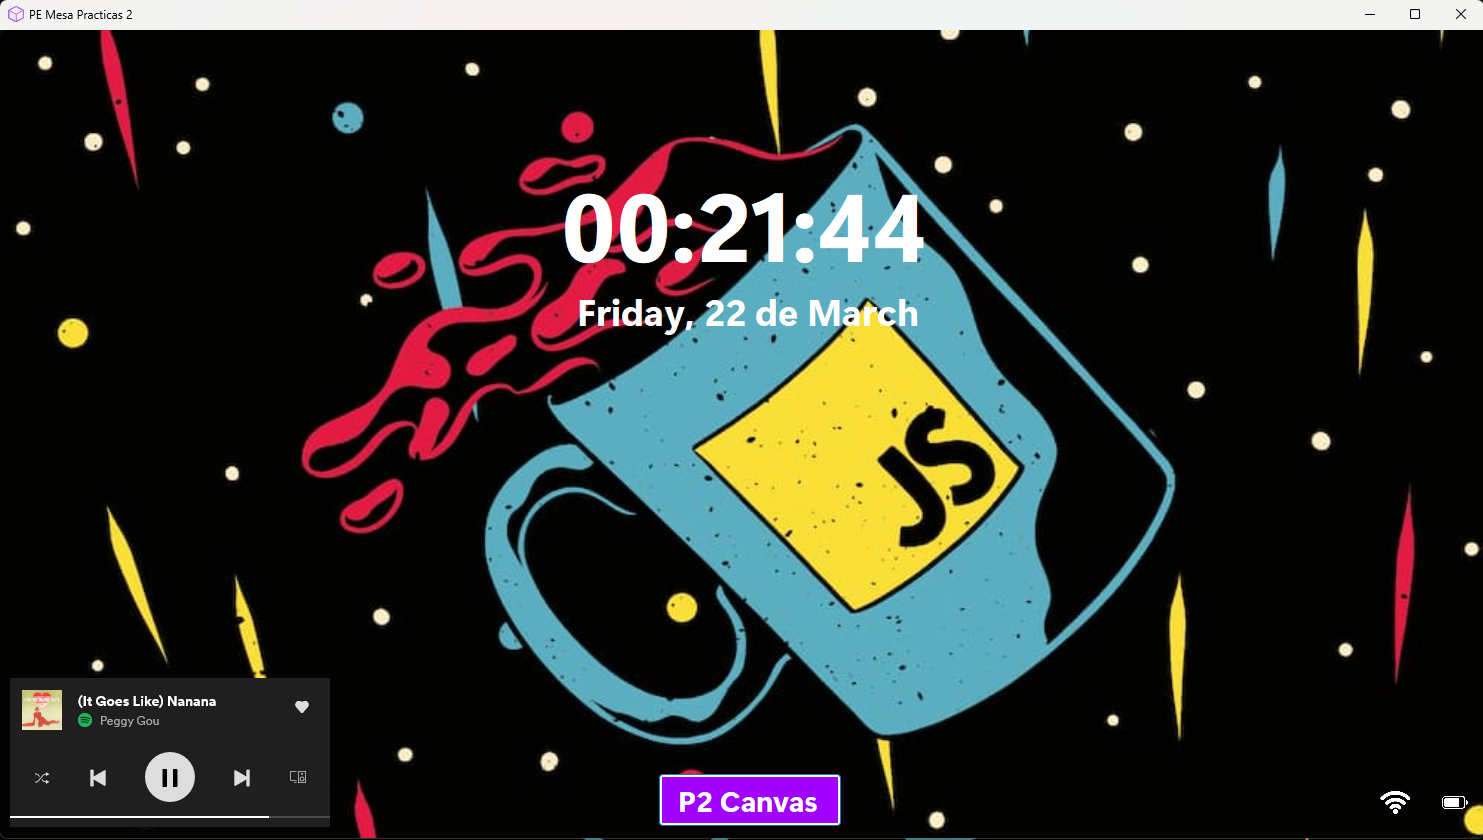 PE Mesa Practicas 2
00:21:44
Friday, 22 de March
JS
(It Goes Like) Nanana
Peggy Gou
P2 Canvas